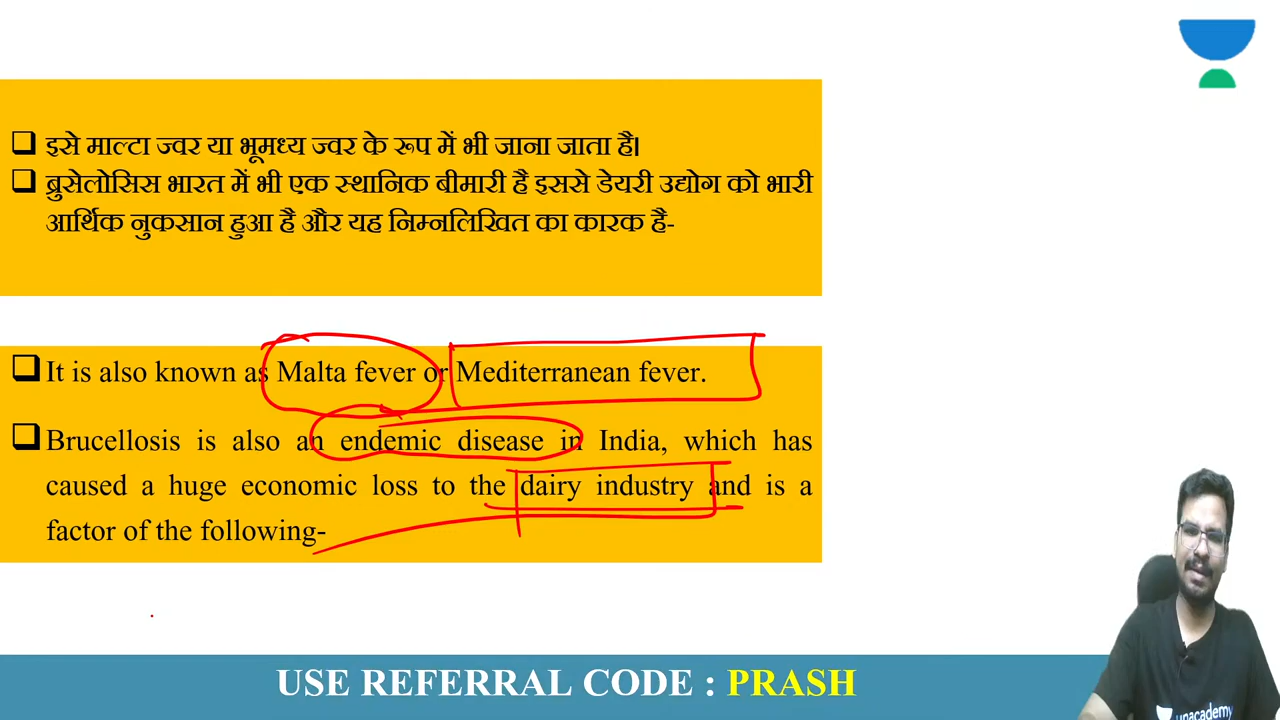 इसे माल्टा ज्वर या भूमध्य ज्वर के रूप में भी जाना जाता है।
ब्रुसेलोसिस भारत में भी एक स्थानिक बीमारी है इससे डेयरी उद्योग को भारी
आर्थिक नुकसान हुआ है और यह निम्नलिखित का कारक है-
It is also known as Malta fever or Mediterranean fever.
Brucellosis is also an endemic disease in India, which has
caused a huge economic loss to the dairy industry and is a
factor of the following-
USE REFERRAL CODE : PRASH
unacademy